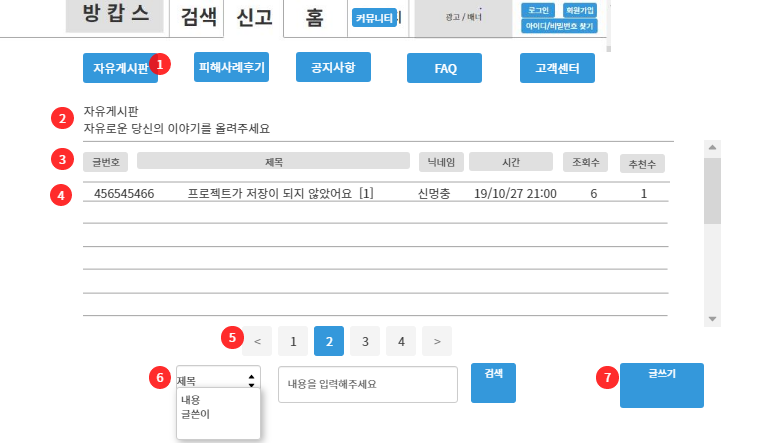 방 캅 스
검색
신고
홈
커뮤니티
광고 / 배너
로그인
회원가입
아이디/비밀번호 찾기
자유게시판
1
피해사례후기
공지사항
FAQ
고객센터
2
자유게시판
자유로운 당신의 이야기를 올려주세요
3
글번호
제목
닉네임
시간
조회수
추천수
4
456545466
프로젝트가 저장이 되지 않았어요 [1]
신멍충
19/10/27 21:00
6
1
5
<
1
2
3
4
>
6
제목
내용
글쓴이
내용을 입력해주세요
검색
7
글쓰기